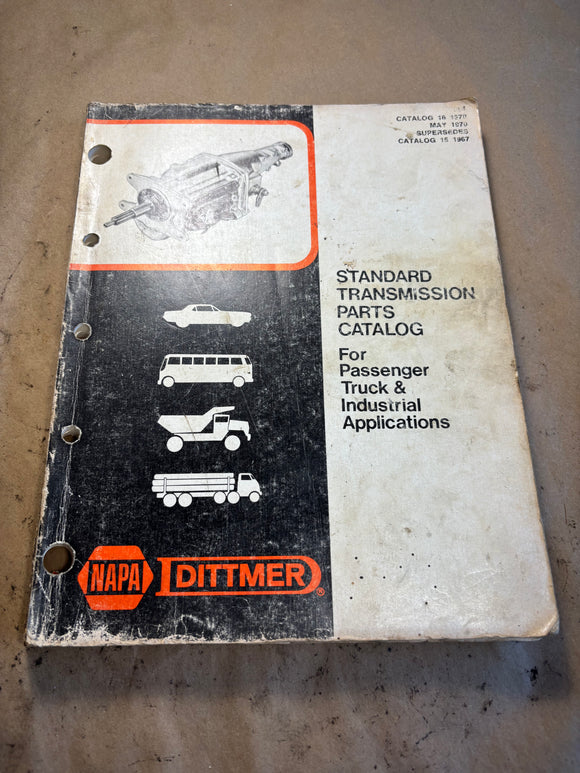 CATALOG 16 1970
MAY 1970
SUPERSEDES
CATALOG 15 1967
STANDARD
TRANSMISSION
PARTS
CATALOG
For
Passenger
Truck &
Industrial
Applications
NAPA DITTMER®